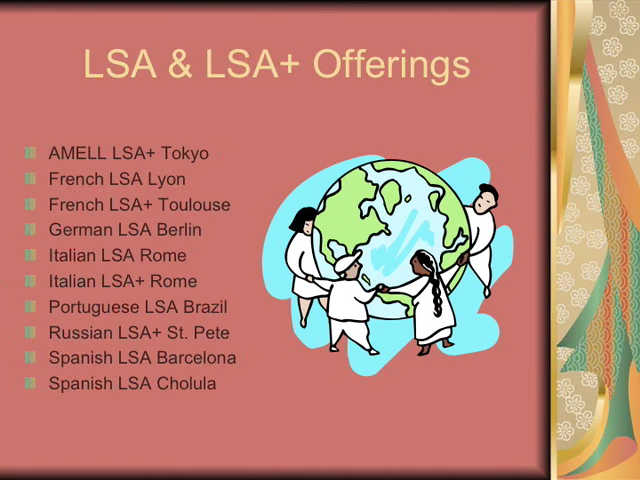 LSA & LSA+ Offerings
AMELL LSA+ Tokyo
French LSA Lyon
French LSA+ Toulouse
German LSA Berlin
Italian LSA Rome
Italian LSA+ Rome
Portuguese LSA Brazil
Russian LSA+ St. Pete
Spanish LSA Barcelona
Spanish LSA Cholula